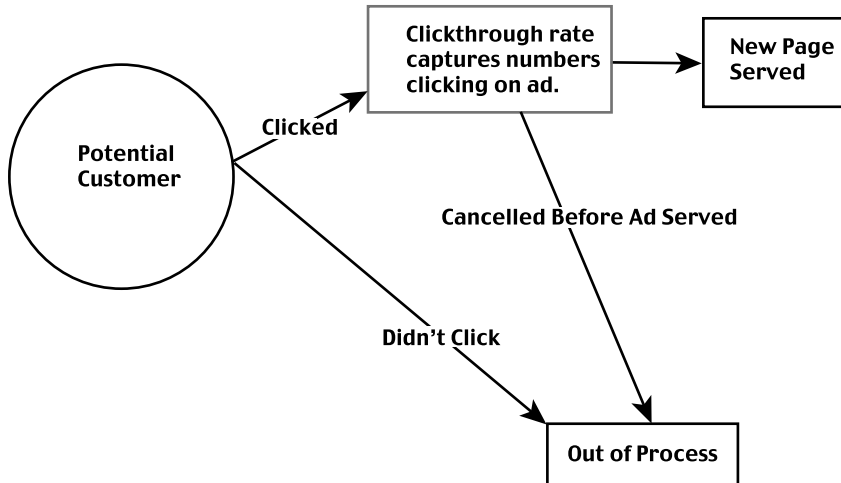 Clickthrough rate
captures numbers
clicking on ad.
New Page
Served
Clicked
Potential
Customer
Cancelled Before Ad Served
Didn’t Click
Out of Process